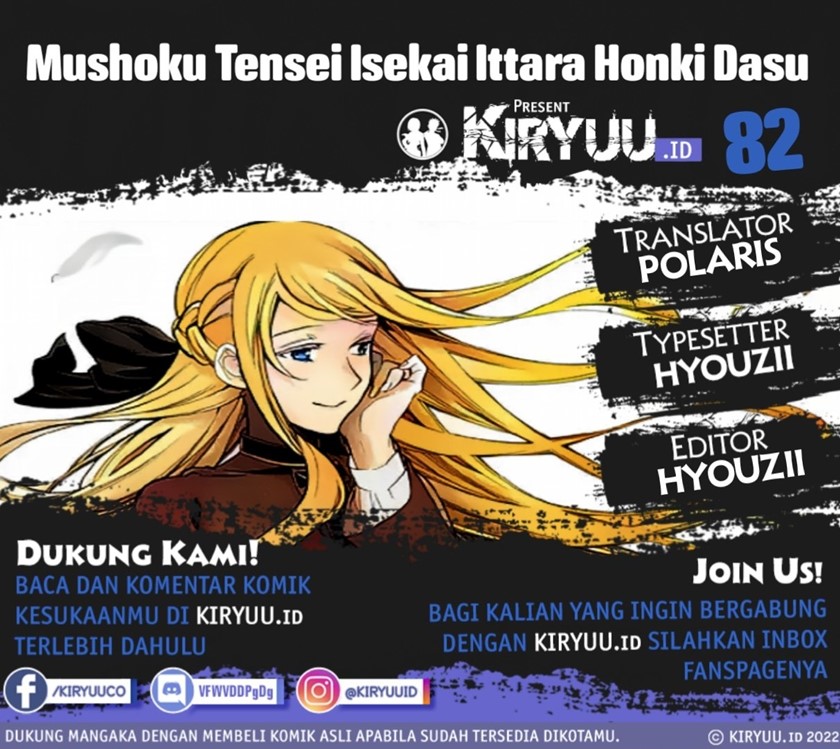 Mushoku Tensei Isekai Ittara Honki Dasu
PRESENT
KIRYUU.ID 82
TRANSLATOR
POLARIS
TYPESETTER
HYOUZII
EDITOR
HYOUZII
DUKUNG KAMI!
BACA DAN KOMENTAR KOMIK
KESUKAANMU DI KIRYUU.ID
TERLEBIH DAHULU
JOIN US!
BAGI KALIAN YANG INGIN BERGABUNG
DENGAN KIRYUU.ID SILAHKAN INBOX
FANSPAGENYA
/KIRYUUCO VFWVDDPgDg @KIRYUUID
DUKUNG MANGAKA DENGAN MEMBELI KOMIK ASLI APABILA SUDAH TERSEDIA DIKOTAMU. © KIRYUU.ID 2022